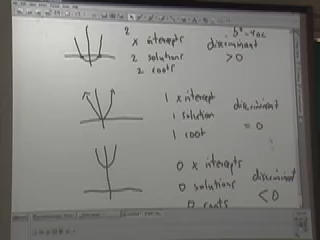 2 x intercepts
2 solutions
2 roots
b² - 4ac
discriminant
> 0
1 x intercept
1 solution
1 root
discriminant
= 0
0 x intercepts
0 solutions
0 roots
discriminant
< 0